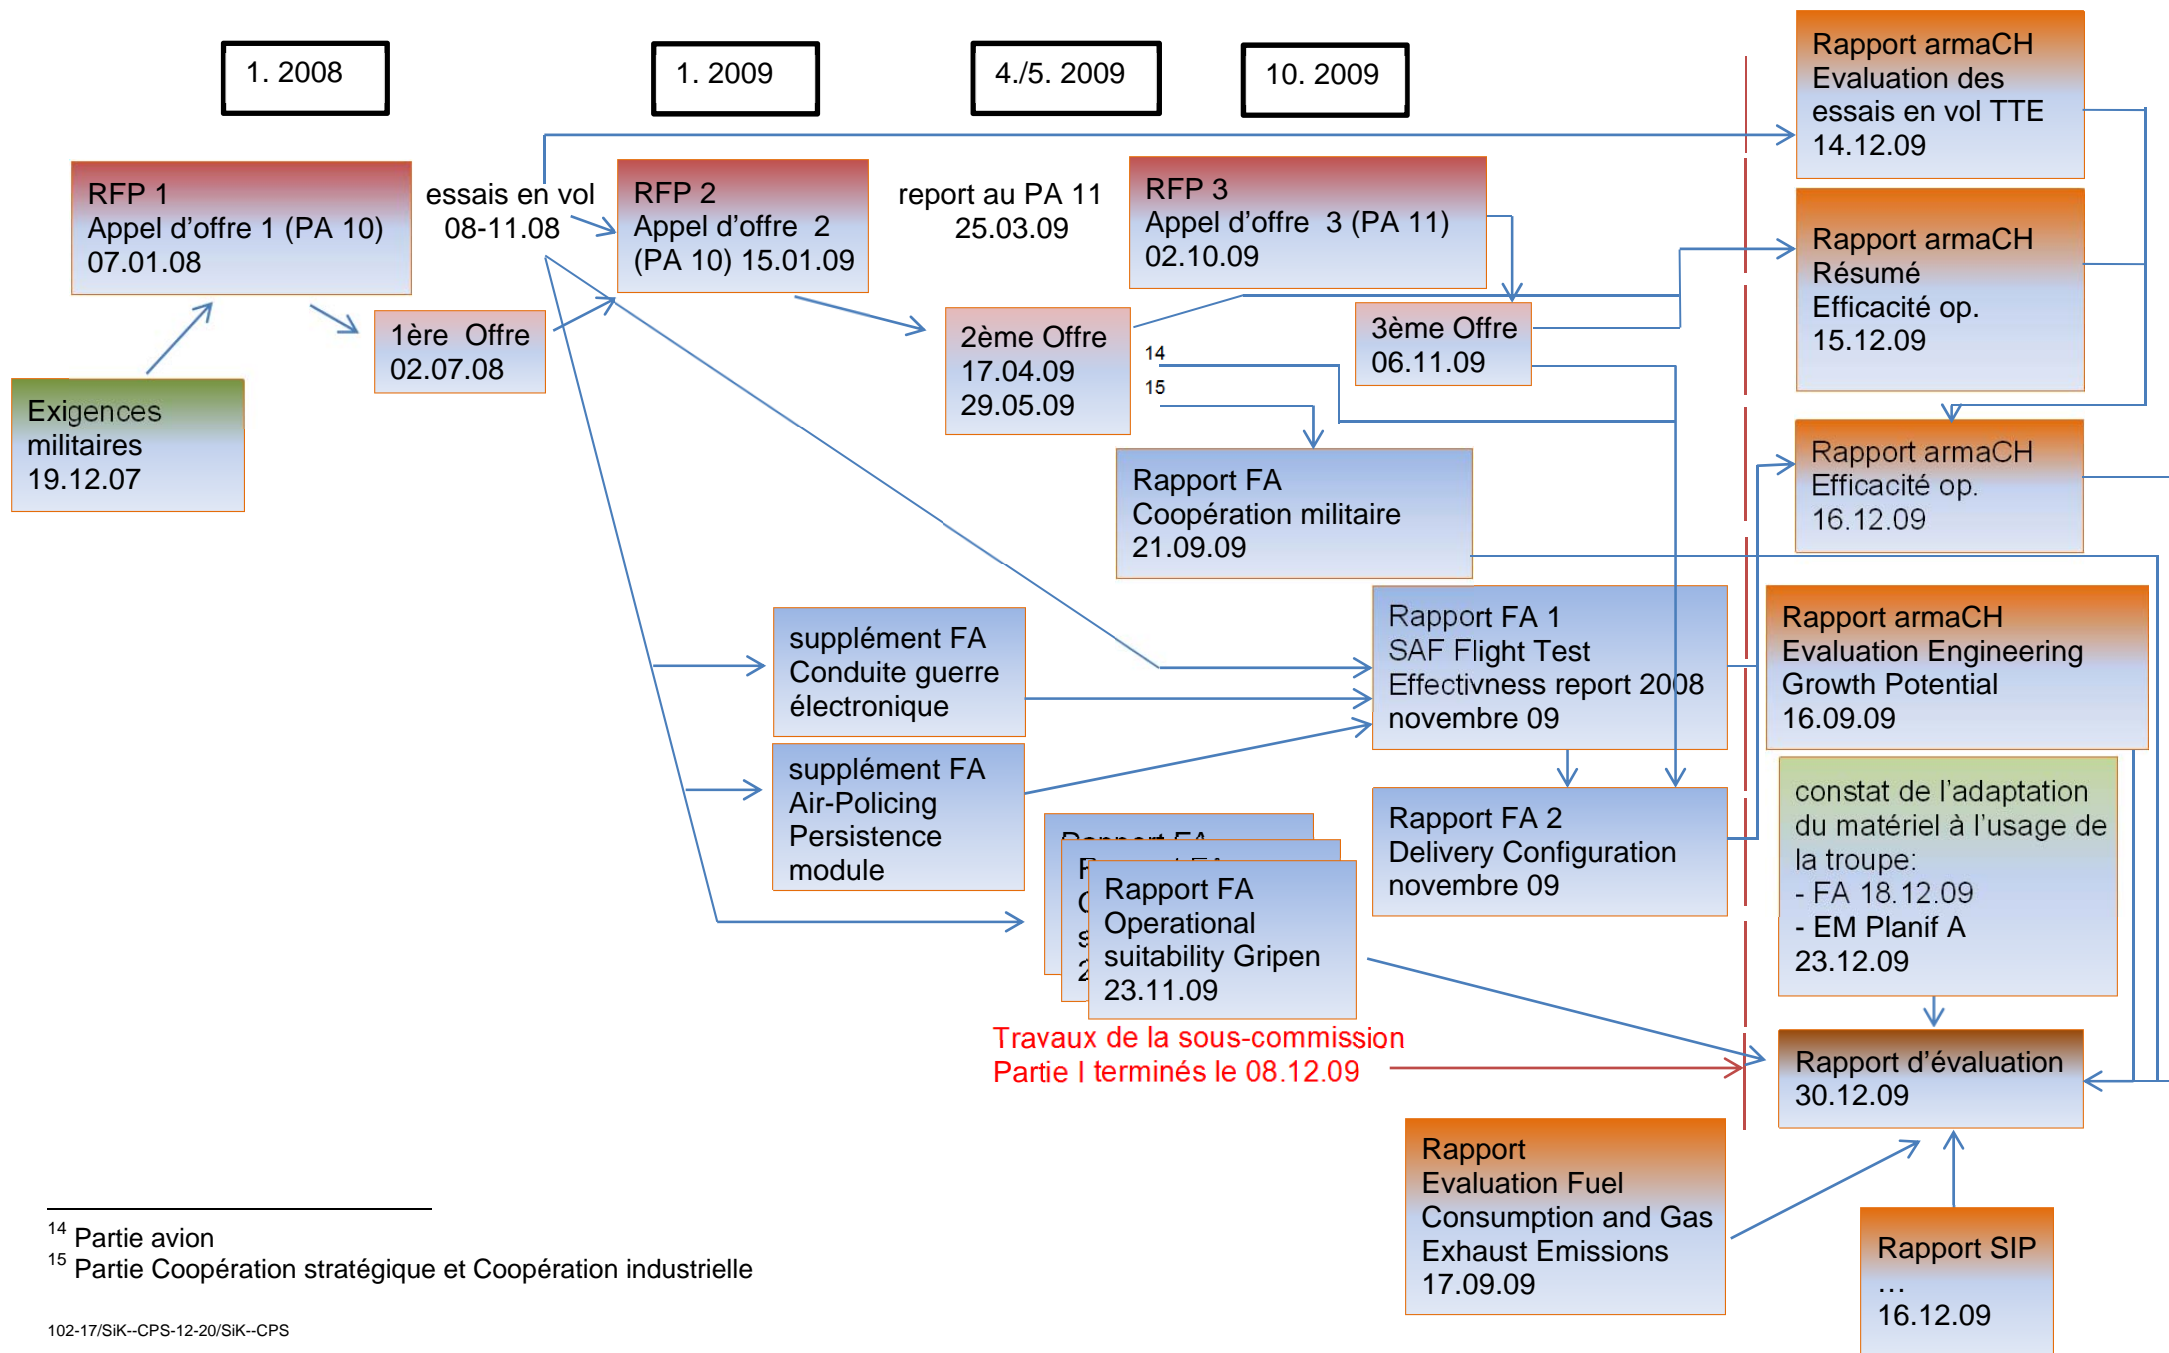 1. 2008
1. 2009
4./5. 2009
10. 2009
Rapport armaCH
Evaluation des
essais en vol TTE
14.12.09
RFP 1
Appel d’offre 1 (PA 10)
07.01.08
essais en vol
08-11.08
RFP 2
Appel d’offre 2
(PA 10) 15.01.09
report au PA 11
25.03.09
RFP 3
Appel d’offre 3 (PA 11)
02.10.09
Rapport armaCH
Résumé
Efficacité op.
15.12.09
1ère Offre
02.07.08
2ème Offre
17.04.09
29.05.09
14
15
3ème Offre
06.11.09
Exigences
militaires
19.12.07
Rapport armaCH
Efficacité op.
16.12.09
Rapport FA
Coopération militaire
21.09.09
supplément FA
Conduite guerre
électronique
Rapport FA 1
SAF Flight Test
Effectivness report 2008
novembre 09
Rapport armaCH
Evaluation Engineering
Growth Potential
16.09.09
supplément FA
Air-Policing
Persistence
module
Rapport FA 2
Delivery Configuration
novembre 09
constat de l’adaptation
du matériel à l’usage de
la troupe:
- FA 18.12.09
- EM Planif A
23.12.09
Rapport FA
Rapport FA
Operational
suitability Gripen
23.11.09
Travaux de la sous-commission
Partie I terminés le 08.12.09
Rapport d’évaluation
30.12.09
Rapport
Evaluation Fuel
Consumption and Gas
Exhaust Emissions
17.09.09
Rapport SIP
…
16.12.09
14 Partie avion
15 Partie Coopération stratégique et Coopération industrielle
102-17/SiK--CPS-12-20/SiK--CPS